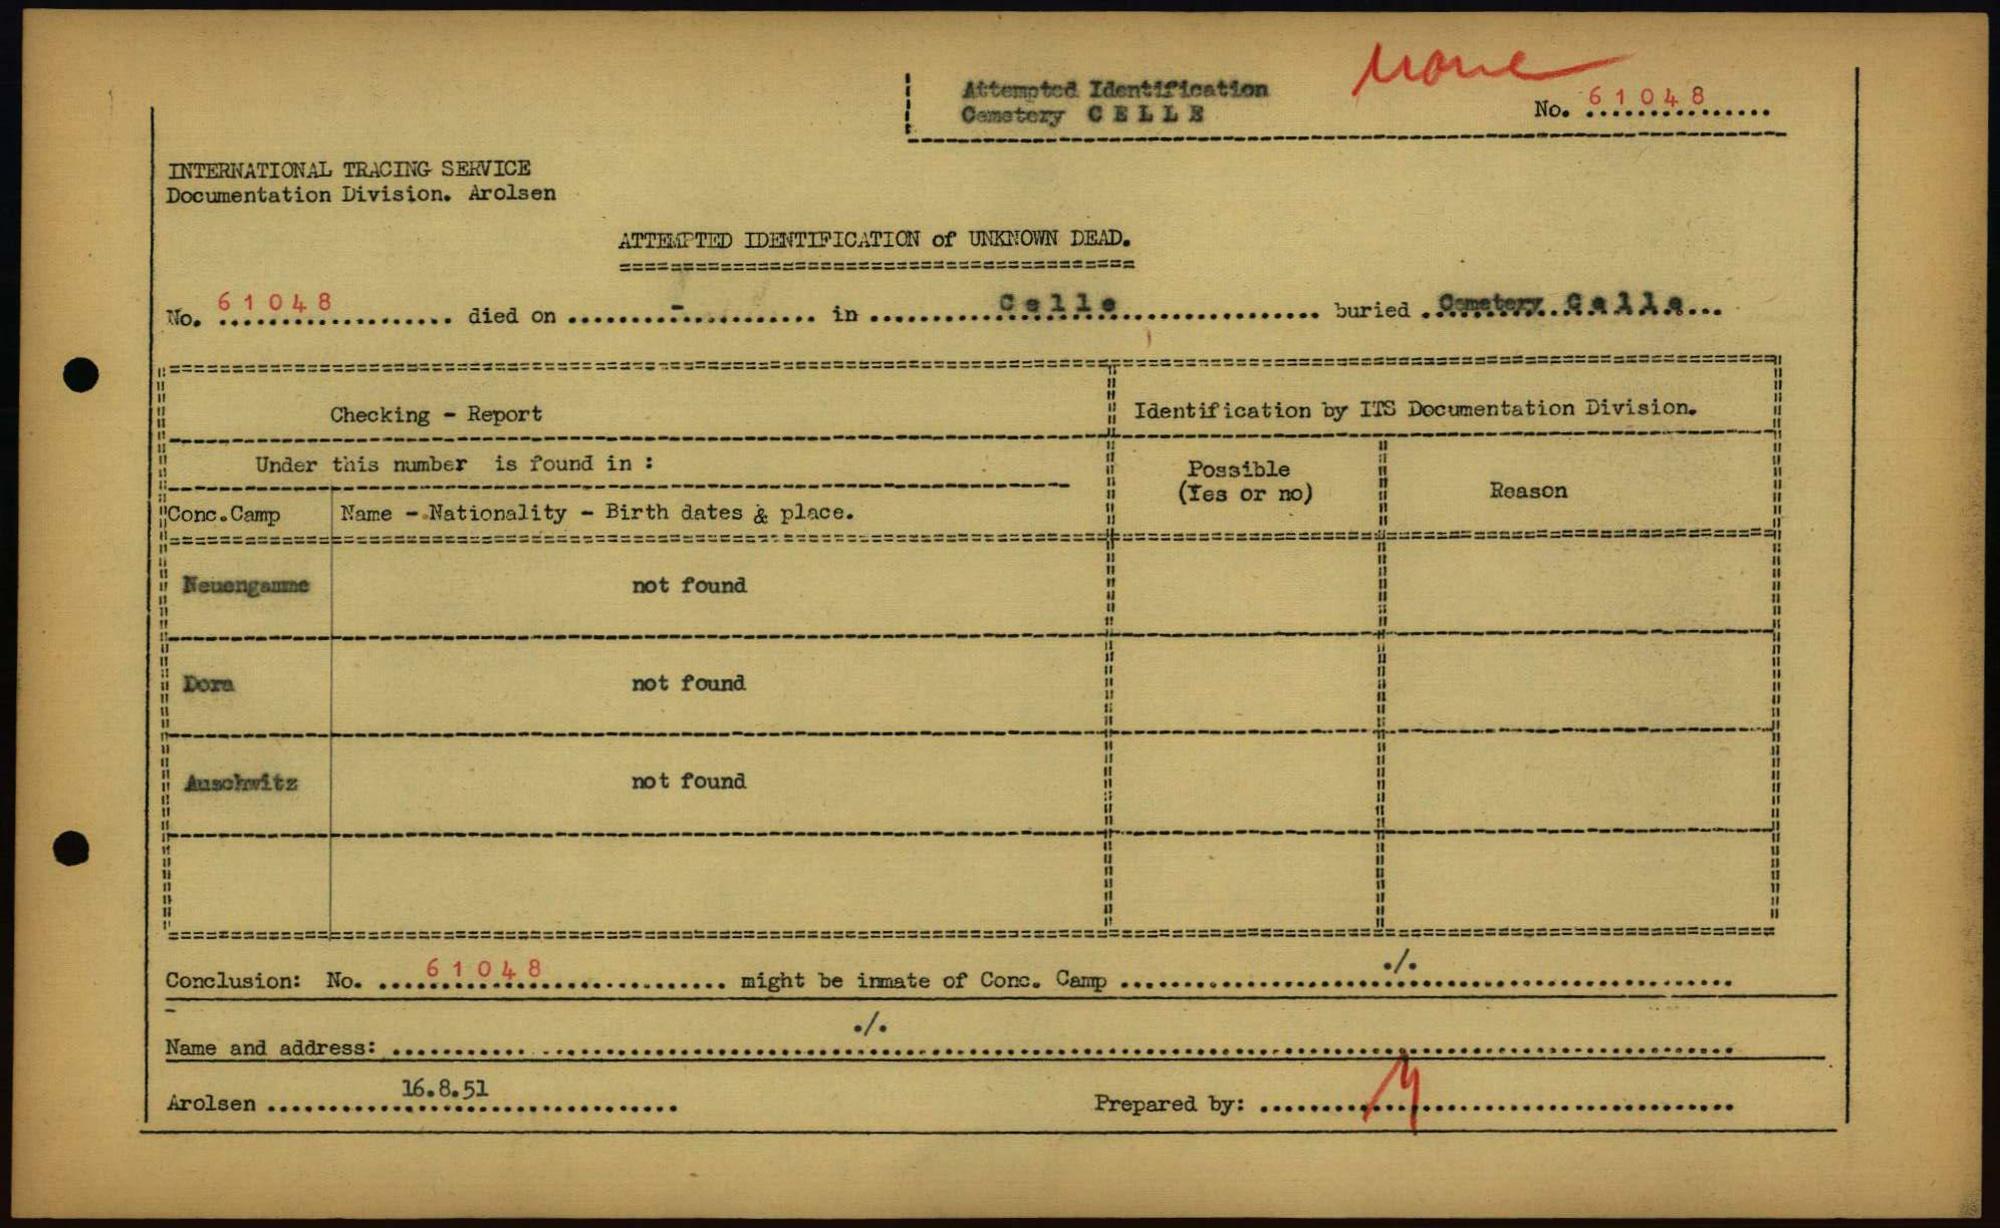 none
Attempted Identification
Cemetery CELLE
No. 61048
INTERNATIONAL TRACING SERVICE
Documentation Division. Arolsen
ATTEMPTED IDENTIFICATION of UNKNOWN DEAD.
No. 61048 died on - in Celle buried Cemetery Celle
Checking - Report
Identification by ITS Documentation Division.
Under this number is found in :
Possible
(Yes or no)
Reason
Conc.Camp Name - Nationality - Birth dates & place.
Neuengamme not found
Dora not found
Auschwitz not found
Conclusion: No. 61048 might be inmate of Conc. Camp ./.
Name and address: ./.
Arolsen 16.8.51 Prepared by: